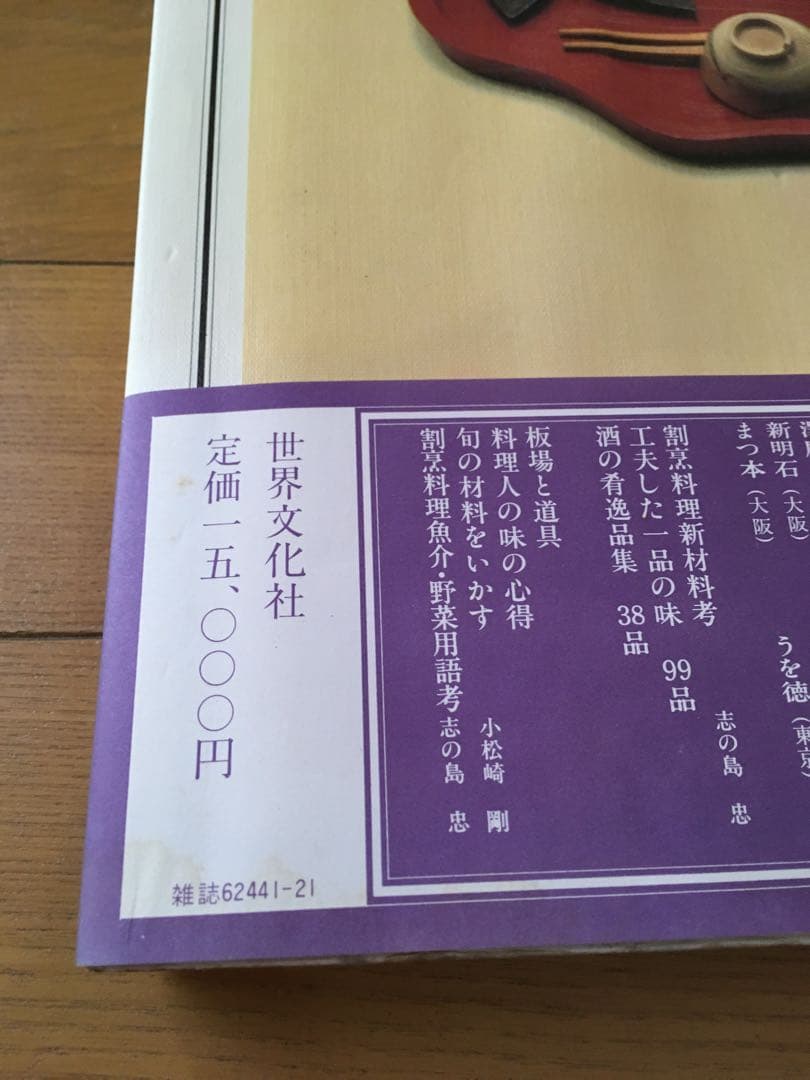 新明石（大阪）
まつ本（大阪）
うを徳（東京
割烹料理新材料考 志の島 忠
工夫した一品の味 99品
酒の肴逸品集 38品
板場と道具
料理人の味の心得
旬の材料をいかす 小松崎 剛
割烹料理魚介・野菜用語考 志の島 忠
世界文化社
定価一五、〇〇〇円
雑誌62441-21